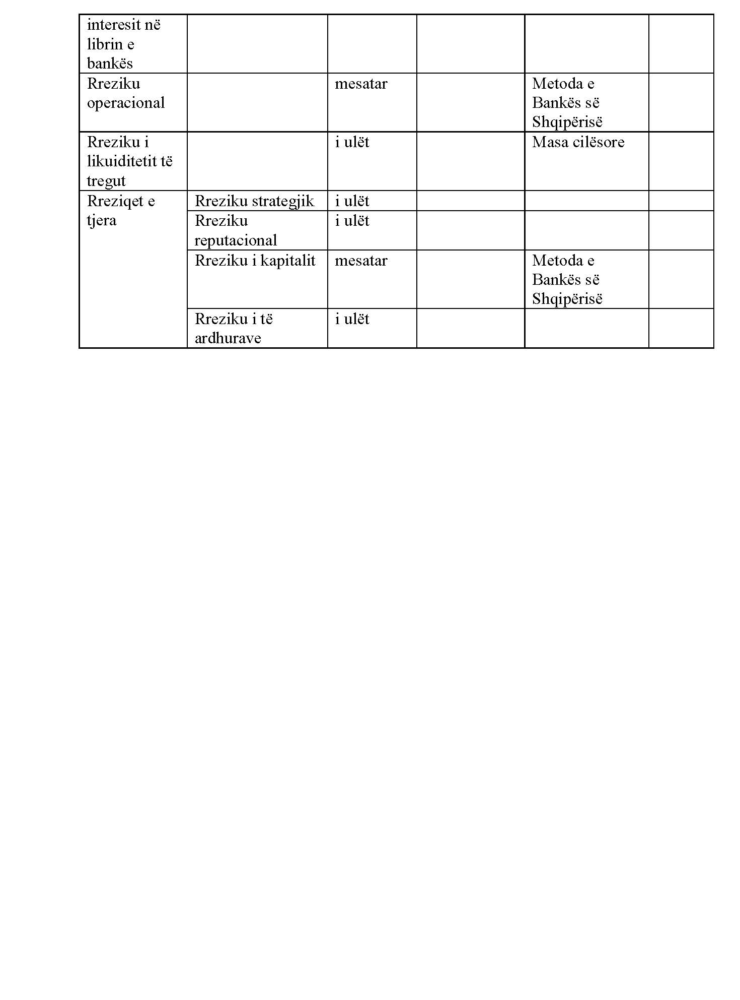 interesit në
librin e
bankës
Rreziku
operacional
mesatar
Metoda e
Bankës së
Shqipërisë
Rreziku i
likuiditetit të
tregut
i ulët
Masa cilësore
Rreziqet e
tjera
Rreziku strategjik
i ulët
Rreziku
reputacional
i ulët
Rreziku i kapitalit
mesatar
Metoda e
Bankës së
Shqipërisë
Rreziku i të
ardhurave
i ulët